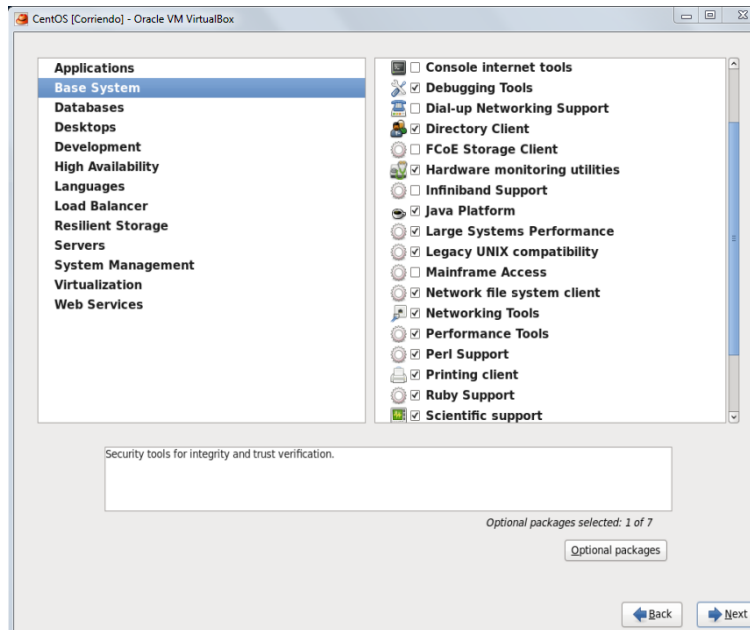 CentOS [Corriendo] - Oracle VM VirtualBox
Applications
Base System
Databases
Desktops
Development
High Availability
Languages
Load Balancer
Resilient Storage
Servers
System Management
Virtualization
Web Services
Console internet tools
Debugging Tools
Dial-up Networking Support
Directory Client
FCoE Storage Client
Hardware monitoring utilities
Infiniband Support
Java Platform
Large Systems Performance
Legacy UNIX compatibility
Mainframe Access
Network file system client
Networking Tools
Performance Tools
Perl Support
Printing client
Ruby Support
Scientific support
Security tools for integrity and trust verification.
Optional packages selected: 1 of 7
Optional packages
Back
Next